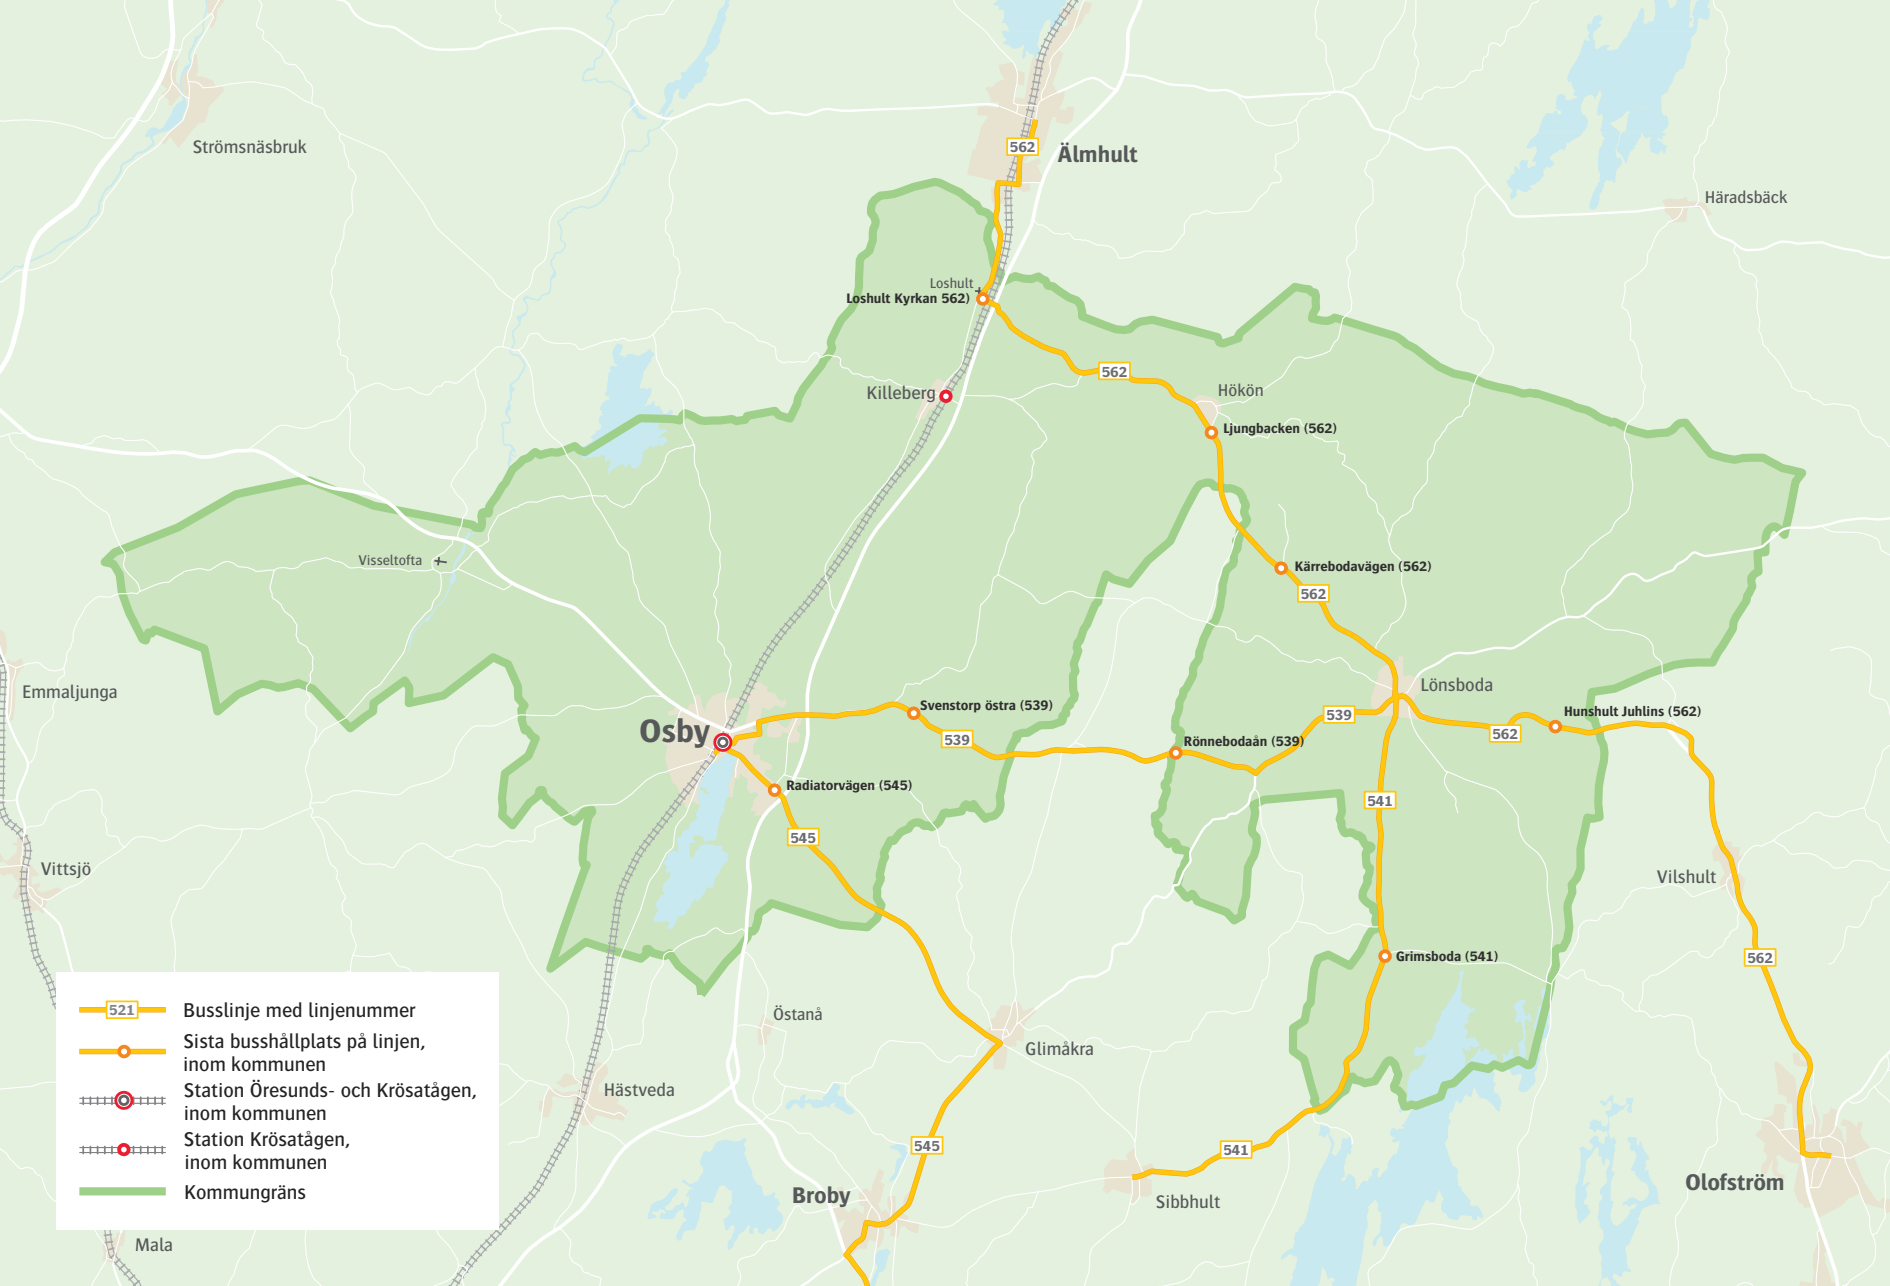 562
Älmhult
Strömsnäsbruk
Häradsbäck
Loshult
Loshult Kyrkan 562)
562
Killeberg
Hökön
Ljungbacken (562)
Visseltofta
Kärrebodavägen (562)
562
Emmaljunga
Lönsboda
Svenstorp östra (539)
539
Hunshult Juhlins (562)
Osby
539
Rönnebodaån (539)
562
Radiatorvägen (545)
541
545
Vittsjö
Vilshult
Grimsboda (541)
562
521
Busslinje med linjenummer
Sista busshållplats på linjen,
inom kommunen
Station Öresunds- och Krösatågen,
inom kommunen
Station Krösatågen,
inom kommunen
Kommungräns
Östanå
Glimåkra
Hästveda
545
541
Olofström
Broby
Sibbhult
Mala